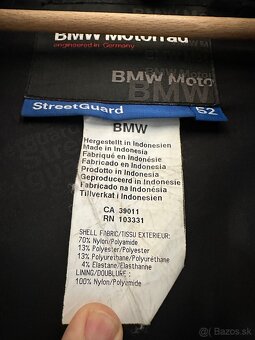 BMW Motorrad
engineered in Germany
BMW Moto
BMW
StreetGuard 52
BMW
Hergestellt in Indonesien
Made in Indonesia
Fabriqué en Indonésie
Fabricado en Indonesia
Prodotto in Indonesia
Geproduceerd in Indonesie
Fabricado na Indonésia
Tillverkat i Indonesien
CA 39011
RN 103331
SHELL FABRIC/TISSU EXTERIEUR:
70% Nylon/Polyamide
13% Polyester/Polyester
13% Polyurethane/Polyuréthane
4% Elastane/Elasthanne
LINING/DOUBLURE:
100% Nylon/Polyamide
bazos.sk